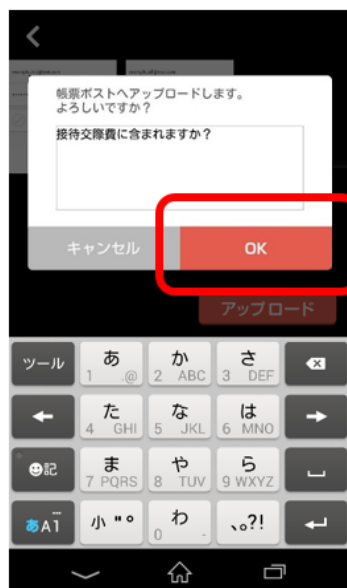 帳票ポストへアップロードします。
よろしいですか？
接待交際費に含まれますか？
キャンセル
OK
アップロード
ツール
あ
1 .@
か
2 ABC
さ
3 DEF
た
4 GHI
な
5 JKL
は
6 MNO
記
ま
7 PQRS
や
8 TUV
ら
9 WXYZ
あA1
小 " °
わ
0 -
、。?!